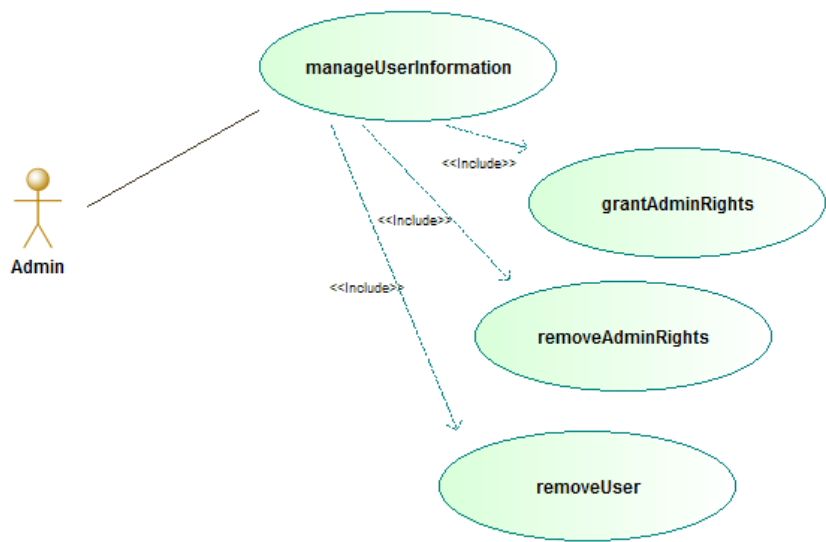 manageUserInformation
<<Include>>
grantAdminRights
<<Include>>
Admin
<<Include>>
removeAdminRights
removeUser